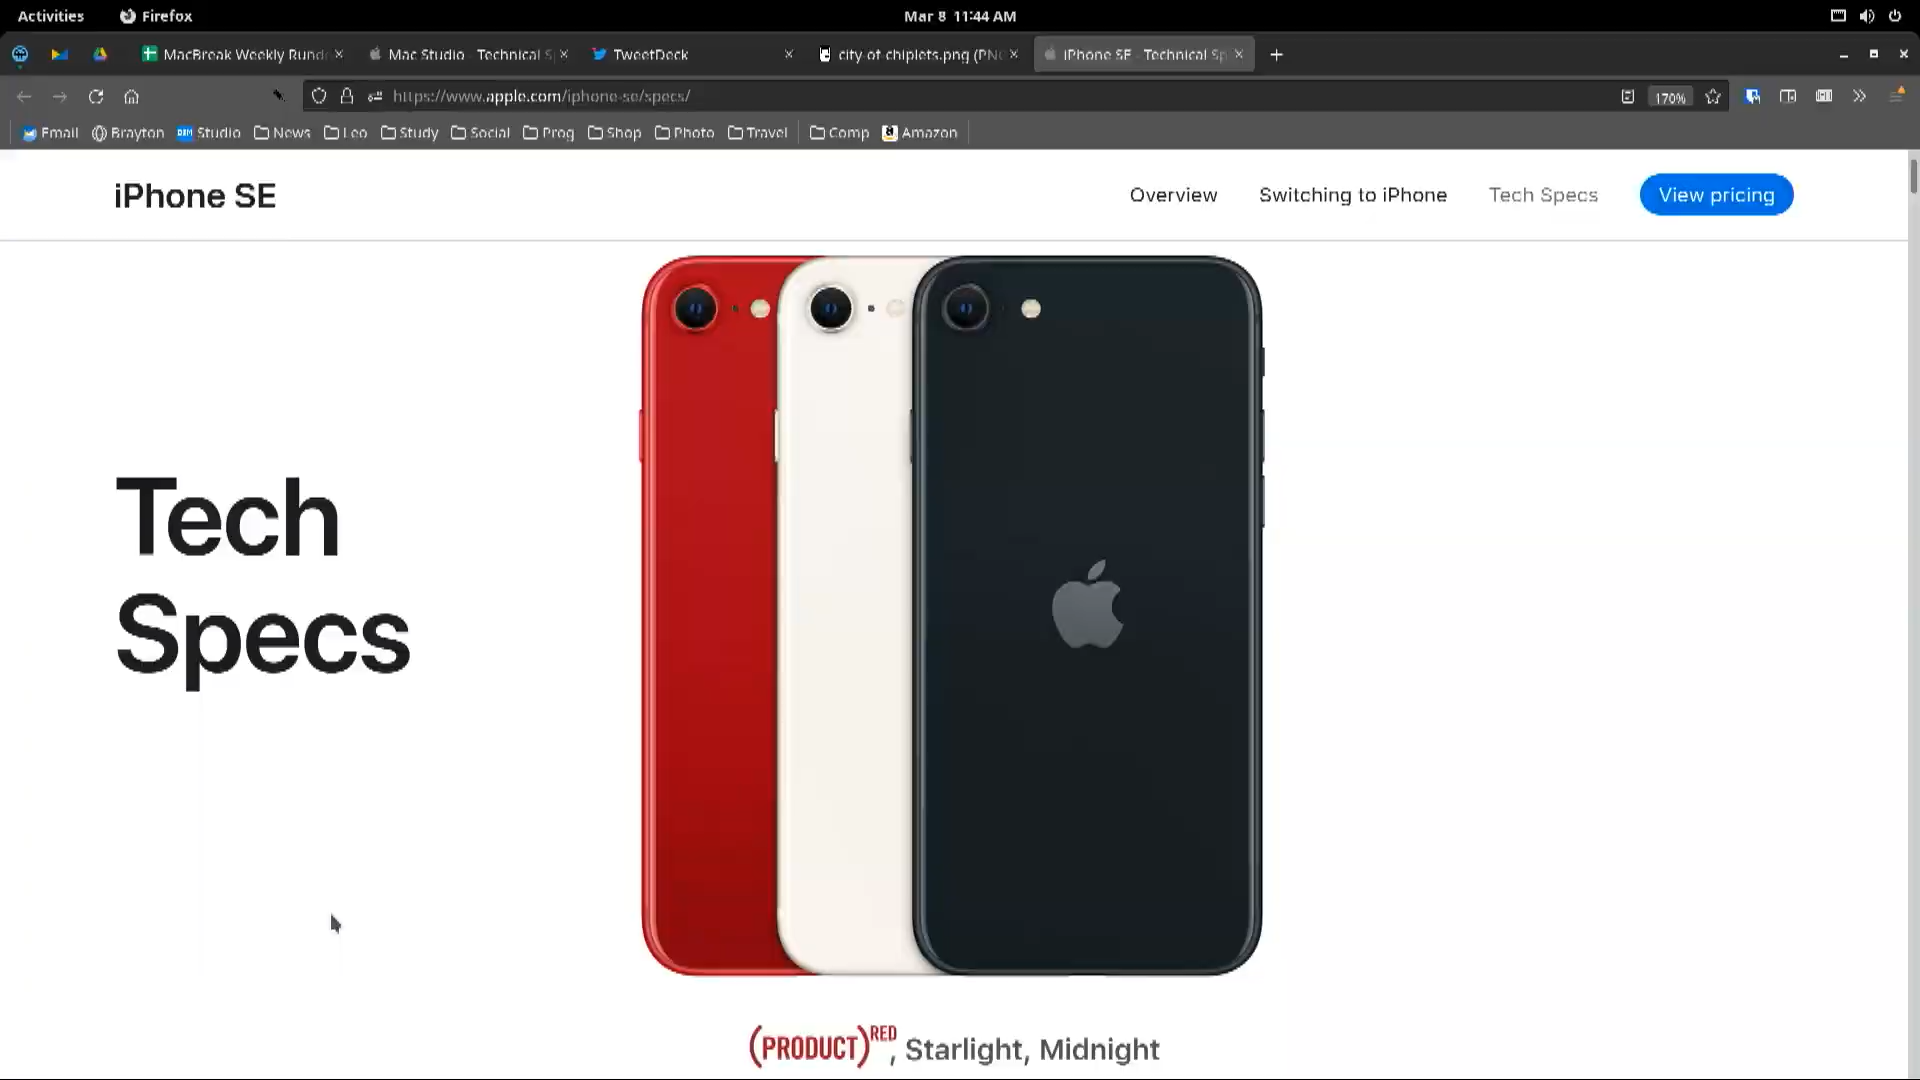 Activities Firefox Mar 8 11:44 AM
MacBreak Weekly Rund Mac Studio - Technical S TweetDeck city-of-chiplets.png (PNG iPhone SE - Technical Sp
https://www.apple.com/iphone-se/specs/ 170%
Email Brayton Studio News Leo Study Social Prog Shop Photo Travel Comp Amazon
iPhone SE Overview Switching to iPhone Tech Specs View pricing
Tech
Specs
(PRODUCT)RED, Starlight, Midnight